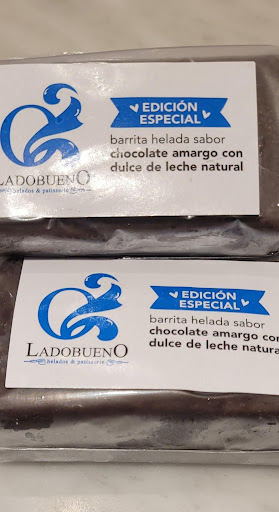 EDICIÓN
ESPECIAL
barrita helada sabor
chocolate amargo con
dulce de leche natural
LADOBUENO
helados & patisserie
EDICIÓN
ESPECIAL
barrita helada sabor
chocolate amargo con
dulce de leche natural
LADOBUENO
helados & patisserie